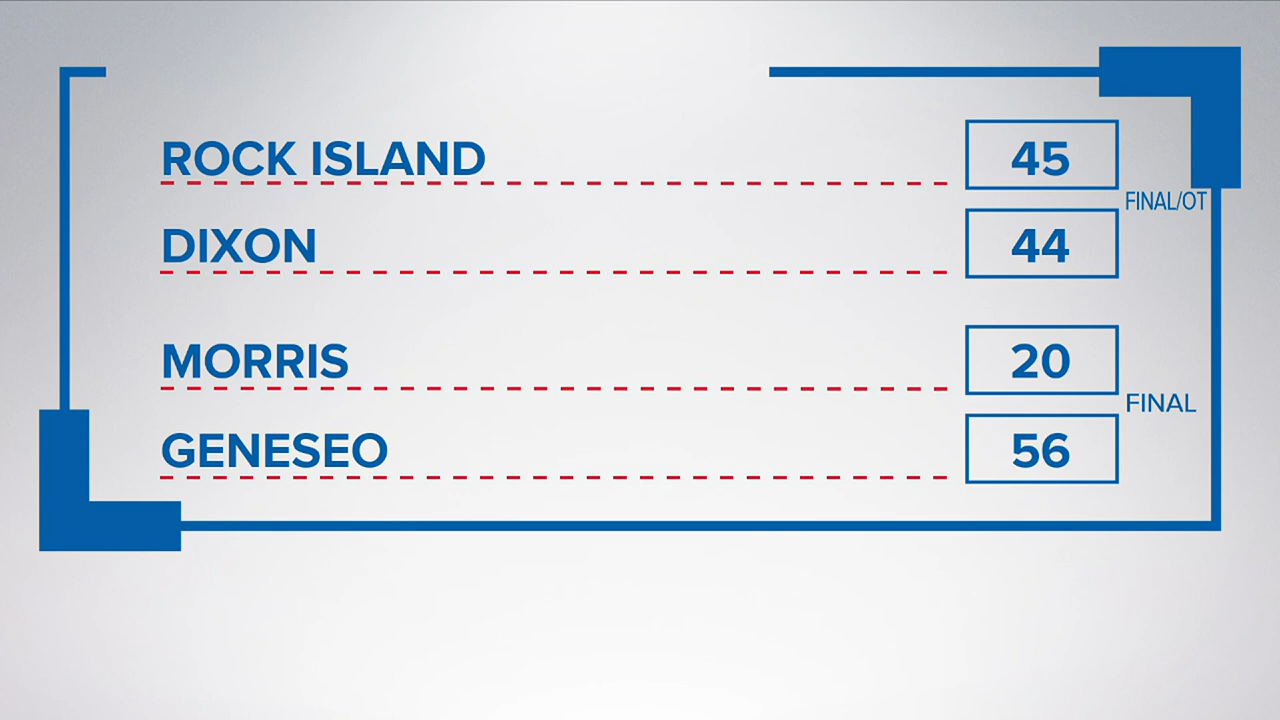 ROCK ISLAND 45
FINAL/OT
DIXON 44
MORRIS 20
FINAL
GENESEO 56